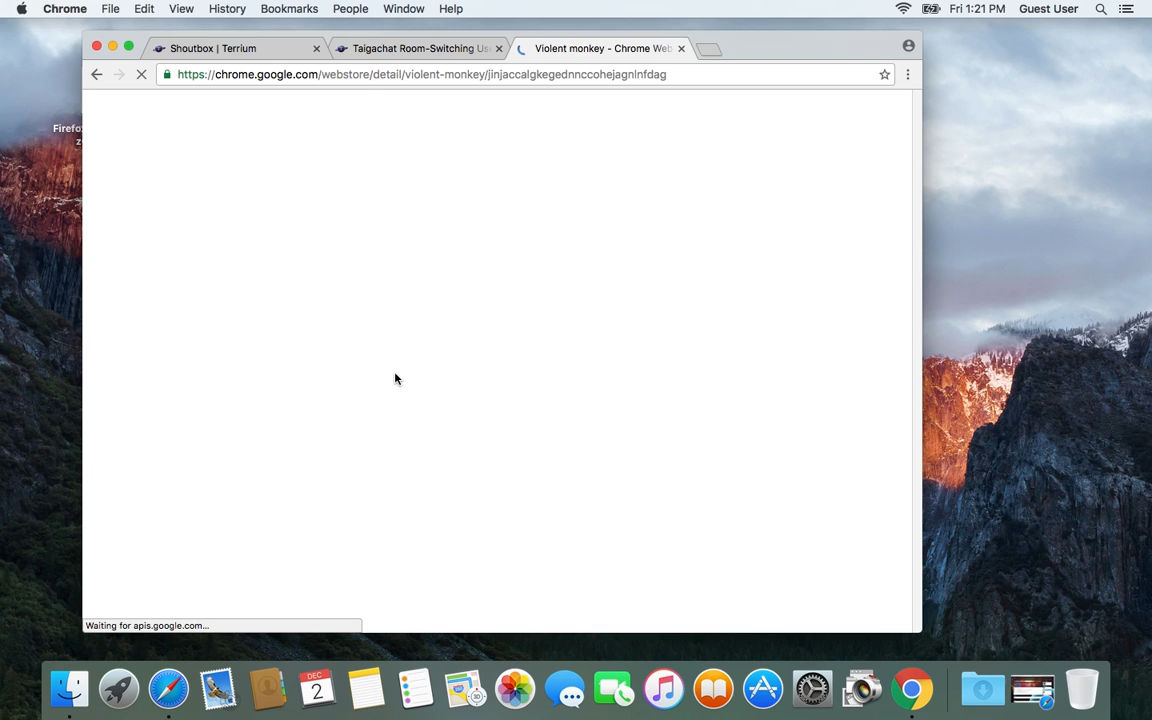 Chrome File Edit View History Bookmarks People Window Help Fri 1:21 PM Guest User
Shoutbox | Terrium Taigachat Room-Switching Us Violent monkey - Chrome Web
https://chrome.google.com/webstore/detail/violent-monkey/jinjaccalgkegednnccohejagnlnfdag
Firefo
z
Waiting for apis.google.com...
DEC
2